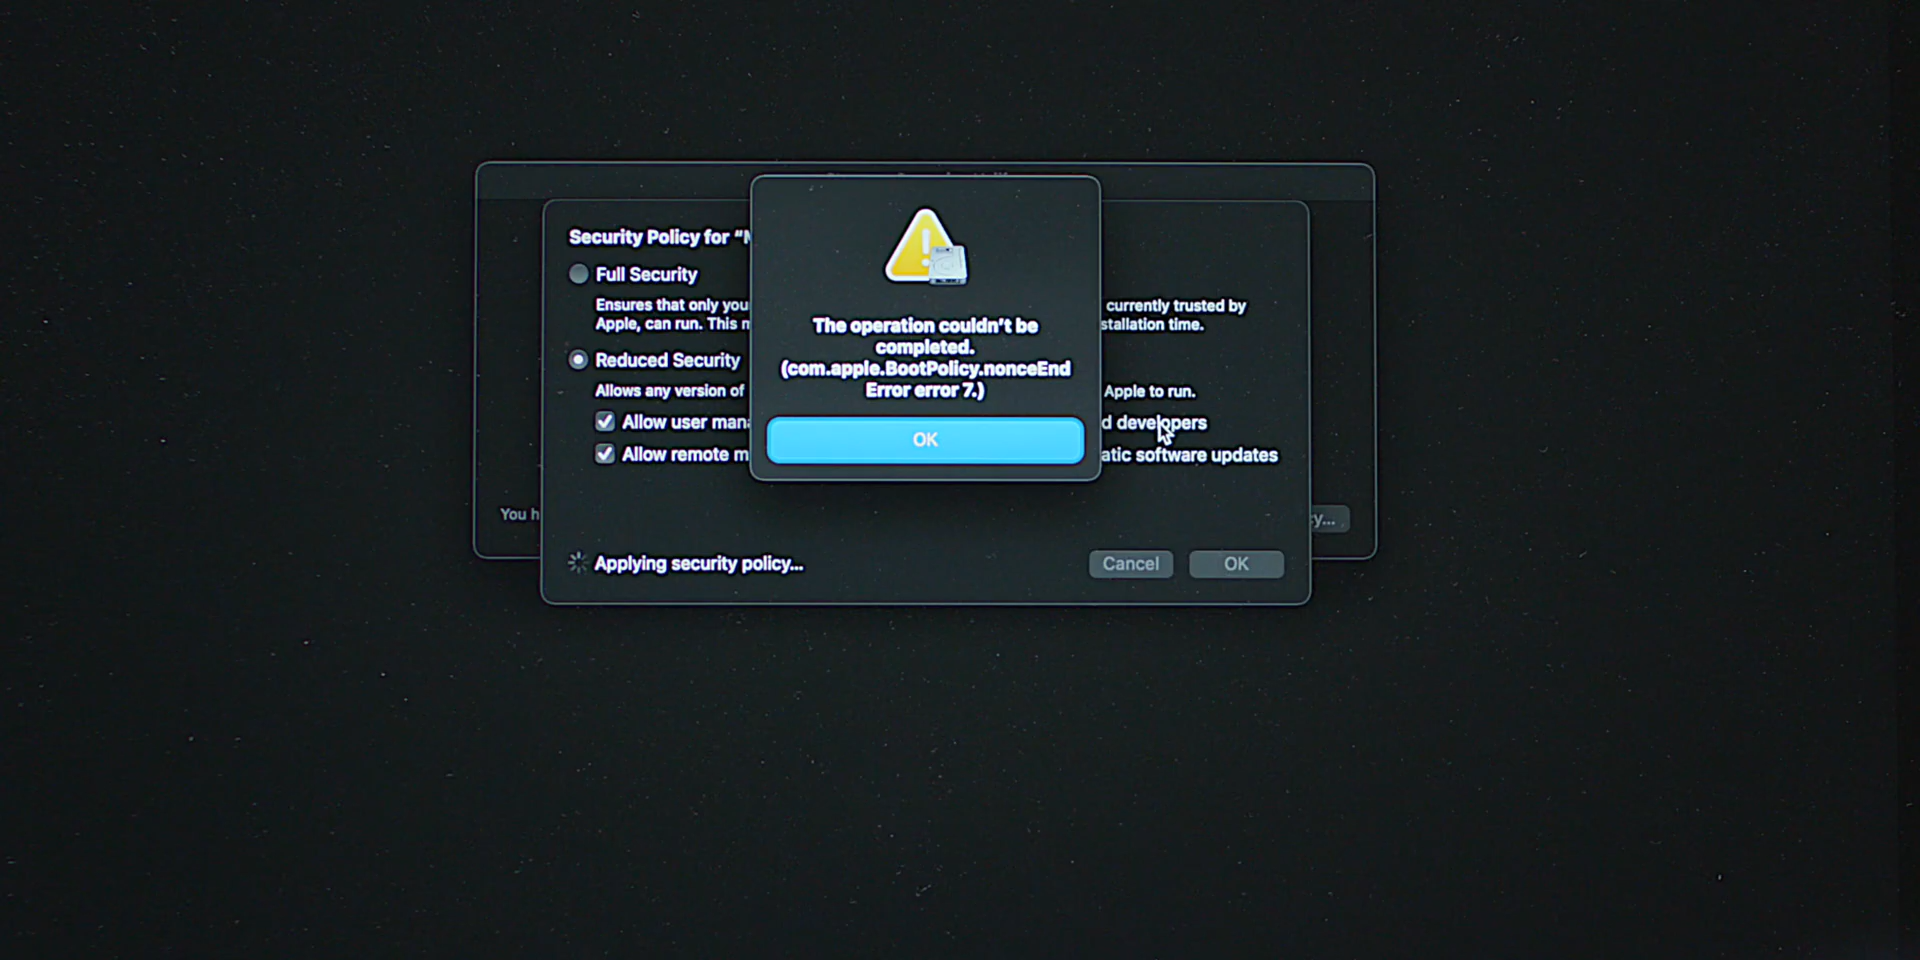 Security Policy for “
Full Security
Ensures that only you
currently trusted by
Apple, can run. This
stallation time.
Reduced Security
Allows any version of
Apple to run.
Allow user man
d developers
Allow remote m
atic software updates
You h
y...
Applying security policy...
Cancel
OK
The operation couldn't be
completed.
(com.apple.BootPolicy.nonceEnd
Error error 7.)
OK